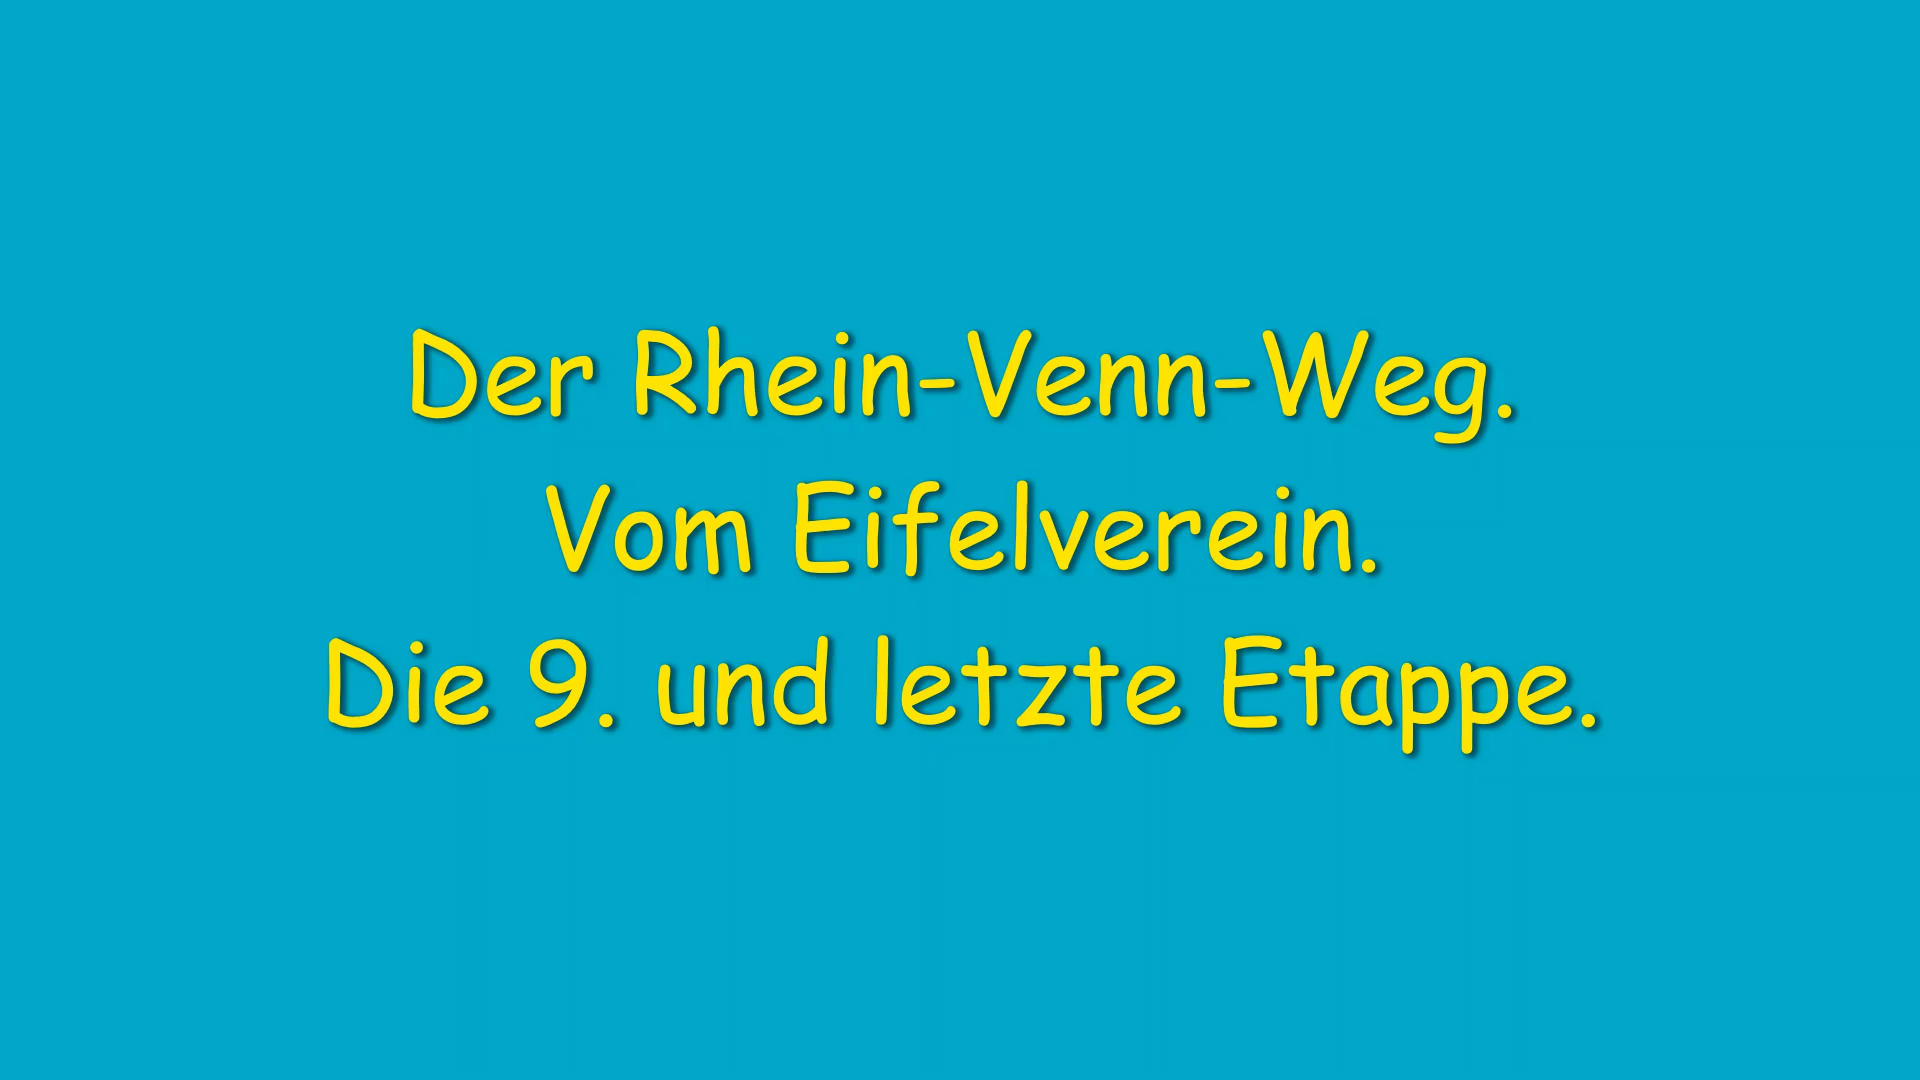 Der Rhein-Venn-Weg.
Vom Eifelverein.
Die 9. und letzte Etappe.